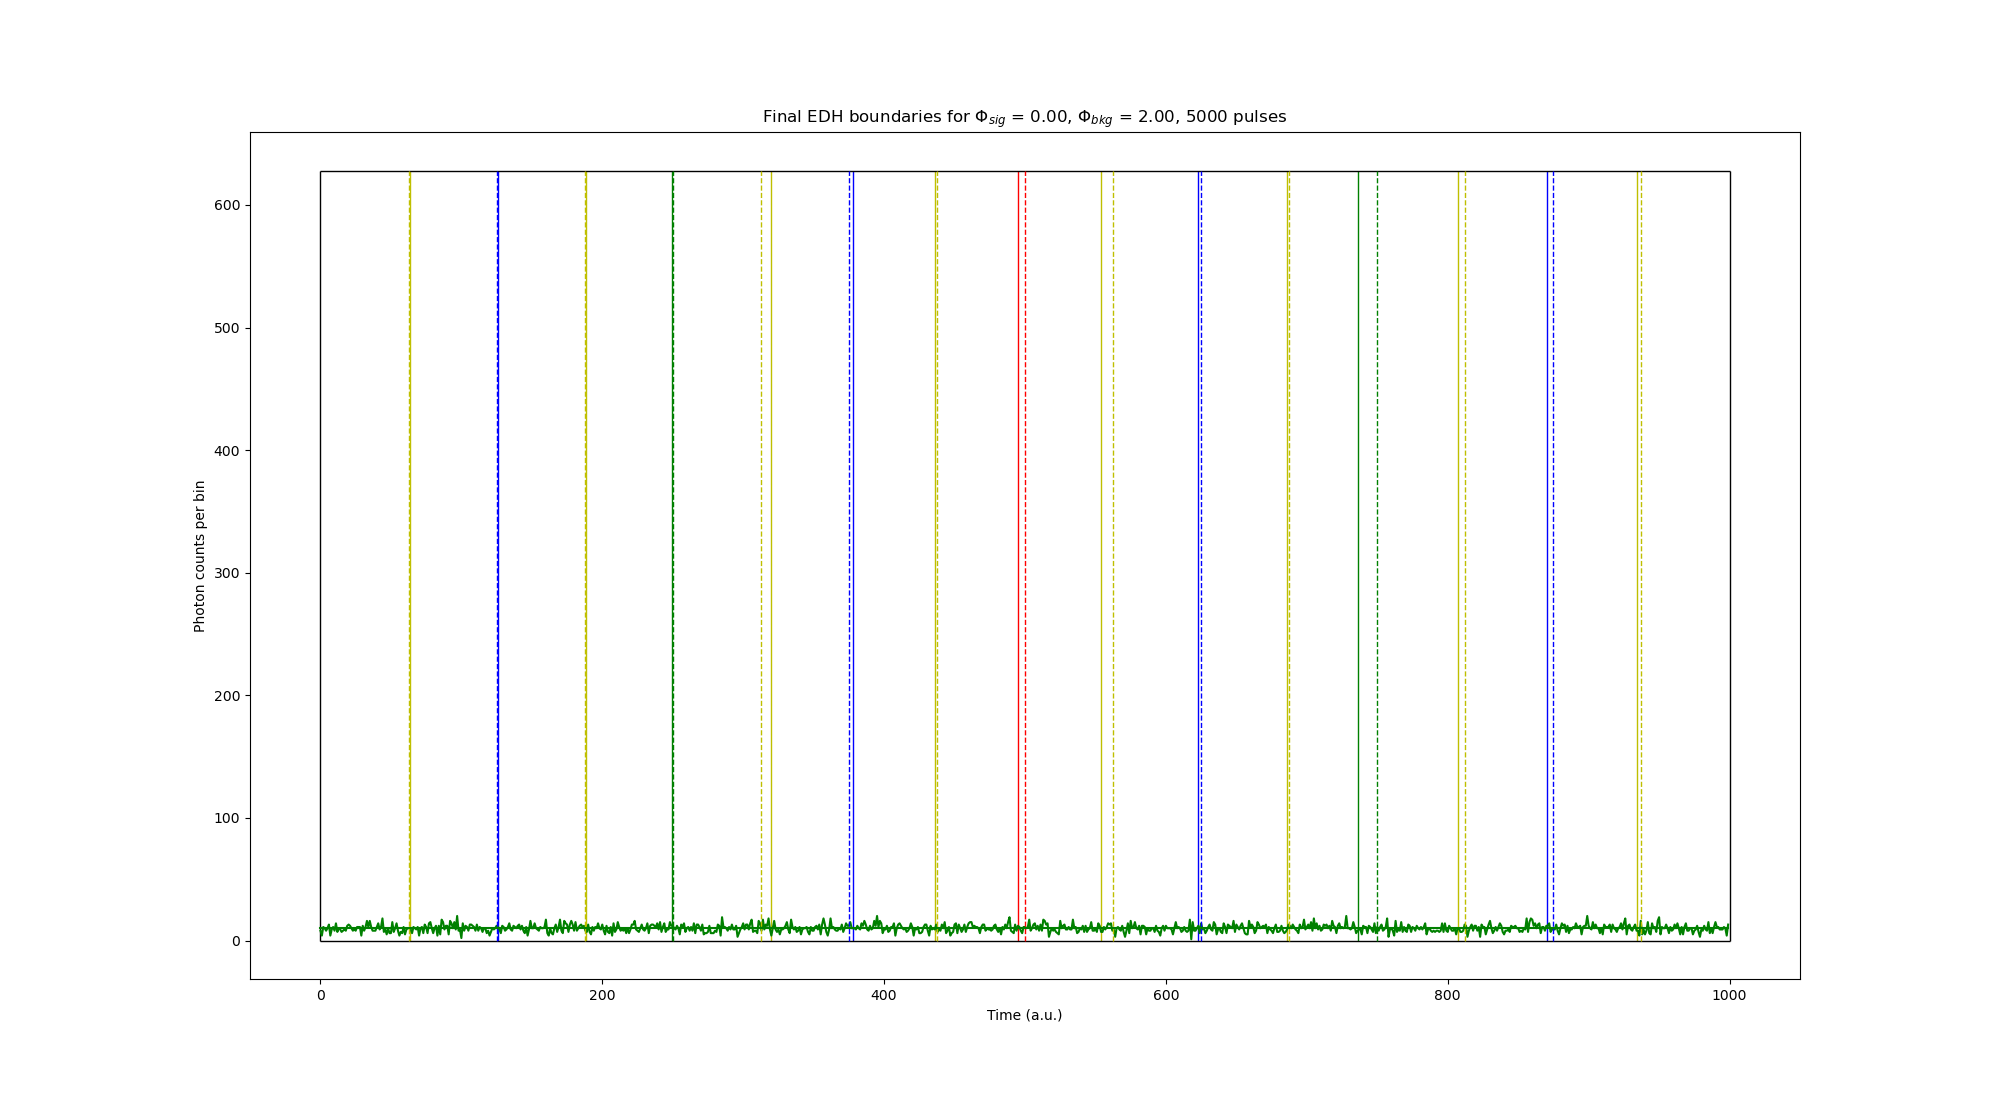 Final EDH boundaries for Φsig = 0.00, Φbkg = 2.00, 5000 pulses
Photon counts per bin
600
500
400
300
200
100
0
0 200 400 600 800 1000
Time (a.u.)